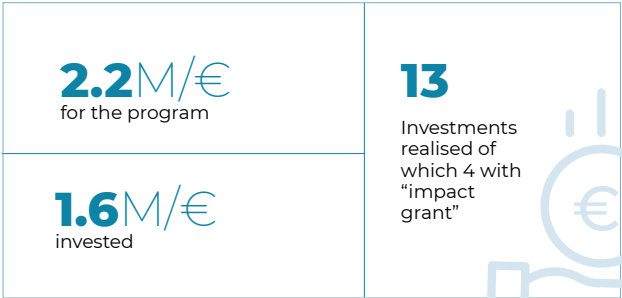 2.2M/€
for the program
1.6M/€
invested
13
Investments
realised of
which 4 with
“impact
grant”
€